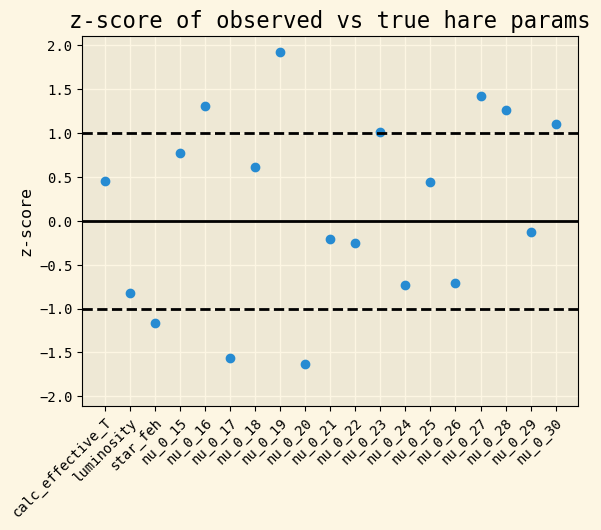 z-score of observed vs true hare params
z-score
2.0
1.5
1.0
0.5
0.0
−0.5
−1.0
−1.5
−2.0
calc_effective_T
luminosity
star_feh
nu_0_15
nu_0_16
nu_0_17
nu_0_18
nu_0_19
nu_0_20
nu_0_21
nu_0_22
nu_0_23
nu_0_24
nu_0_25
nu_0_26
nu_0_27
nu_0_28
nu_0_29
nu_0_30